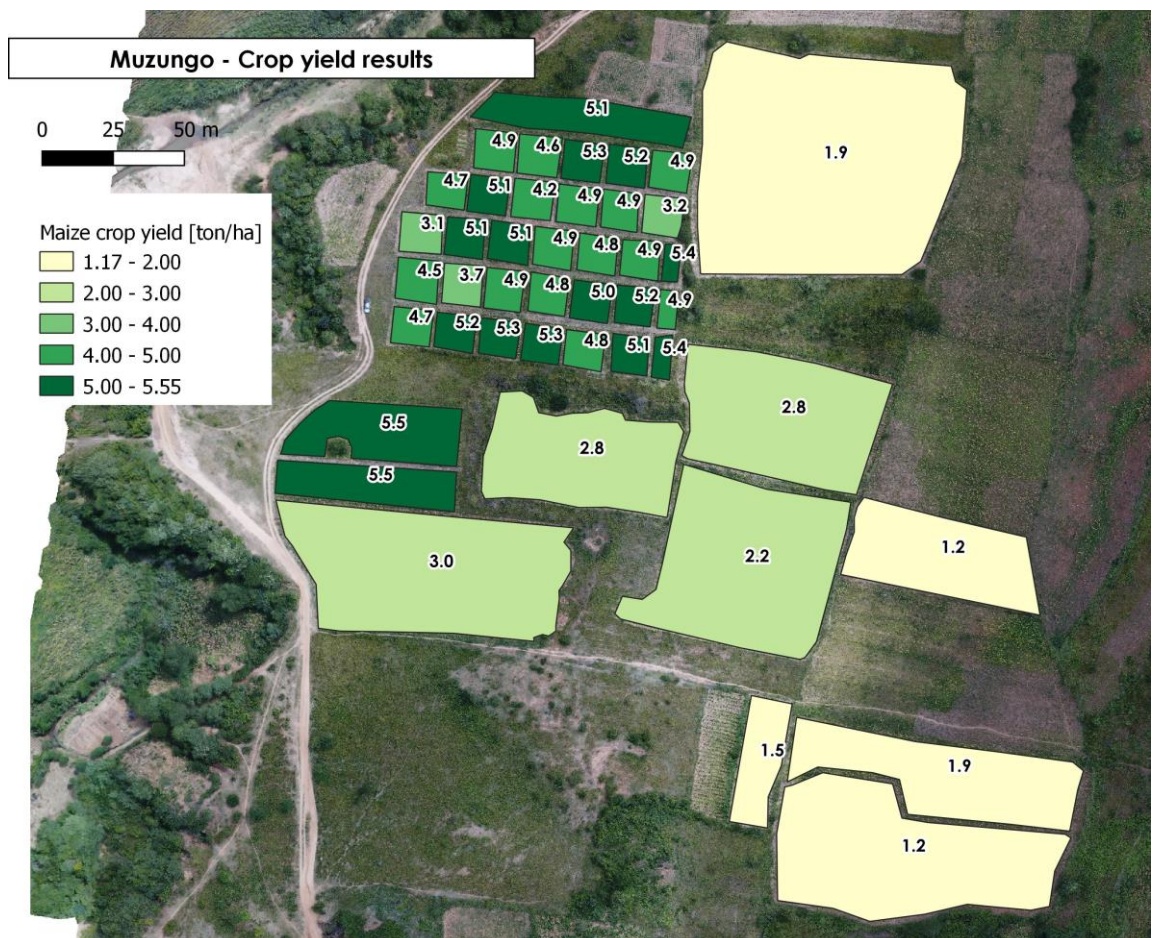 Muzungo - Crop yield results
0 25 50 m
Maize crop yield [ton/ha]
1.17 - 2.00
2.00 - 3.00
3.00 - 4.00
4.00 - 5.00
5.00 - 5.55
5.1
1.9
4.9 4.6 5.3 5.2 4.9
4.7 5.1 4.2 4.9 4.9 3.2
3.1 5.1 5.1 4.9 4.8 4.9 5.4
4.5 3.7 4.9 4.8 5.0 5.2 4.9
4.7 5.2 5.3 5.3 4.8 5.1 5.4
2.8
5.5
2.8
5.5
1.2
3.0
2.2
1.5
1.9
1.2